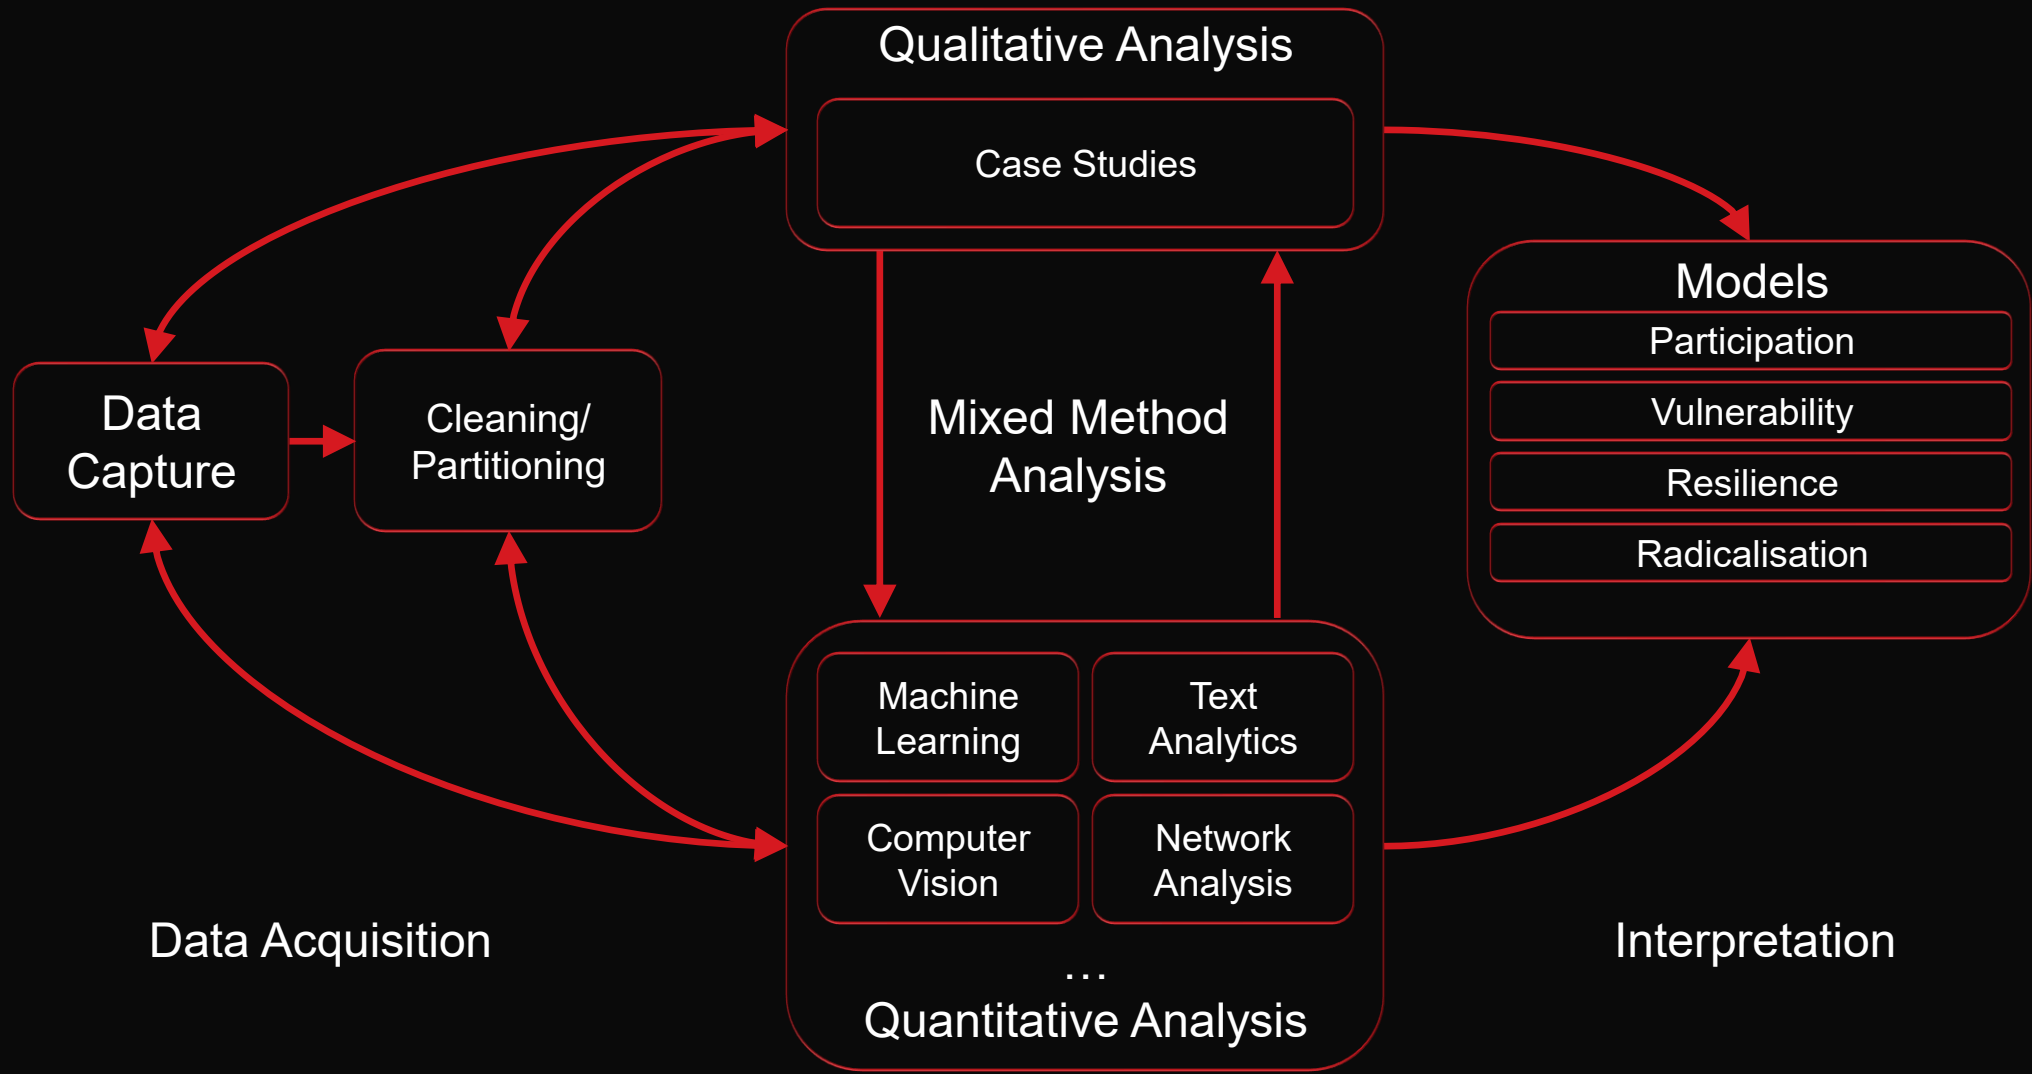 Qualitative Analysis
Case Studies
Data
Capture
Cleaning/
Partitioning
Mixed Method
Analysis
Models
Participation
Vulnerability
Resilience
Radicalisation
Machine
Learning
Text
Analytics
Computer
Vision
Network
Analysis
...
Quantitative Analysis
Data Acquisition
Interpretation